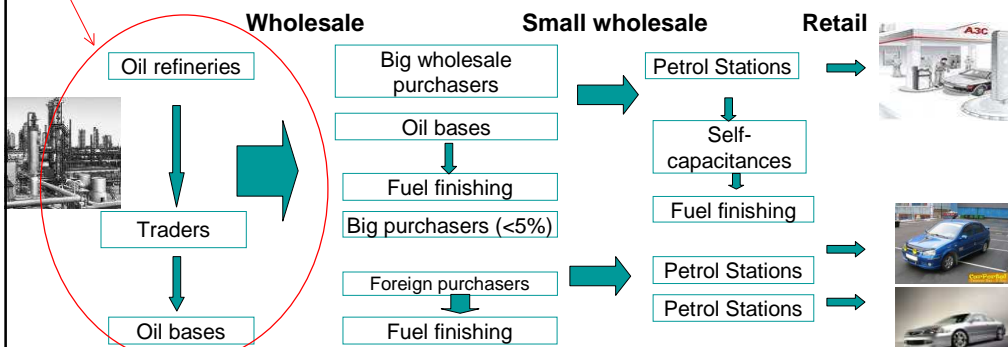 Wholesale
Small wholesale
Retail
Oil refineries
Traders
Oil bases
Big wholesale
purchasers
Oil bases
Fuel finishing
Big purchasers (<5%)
Foreign purchasers
Fuel finishing
Petrol Stations
Self-
capacitances
Fuel finishing
Petrol Stations
Petrol Stations
АЗС